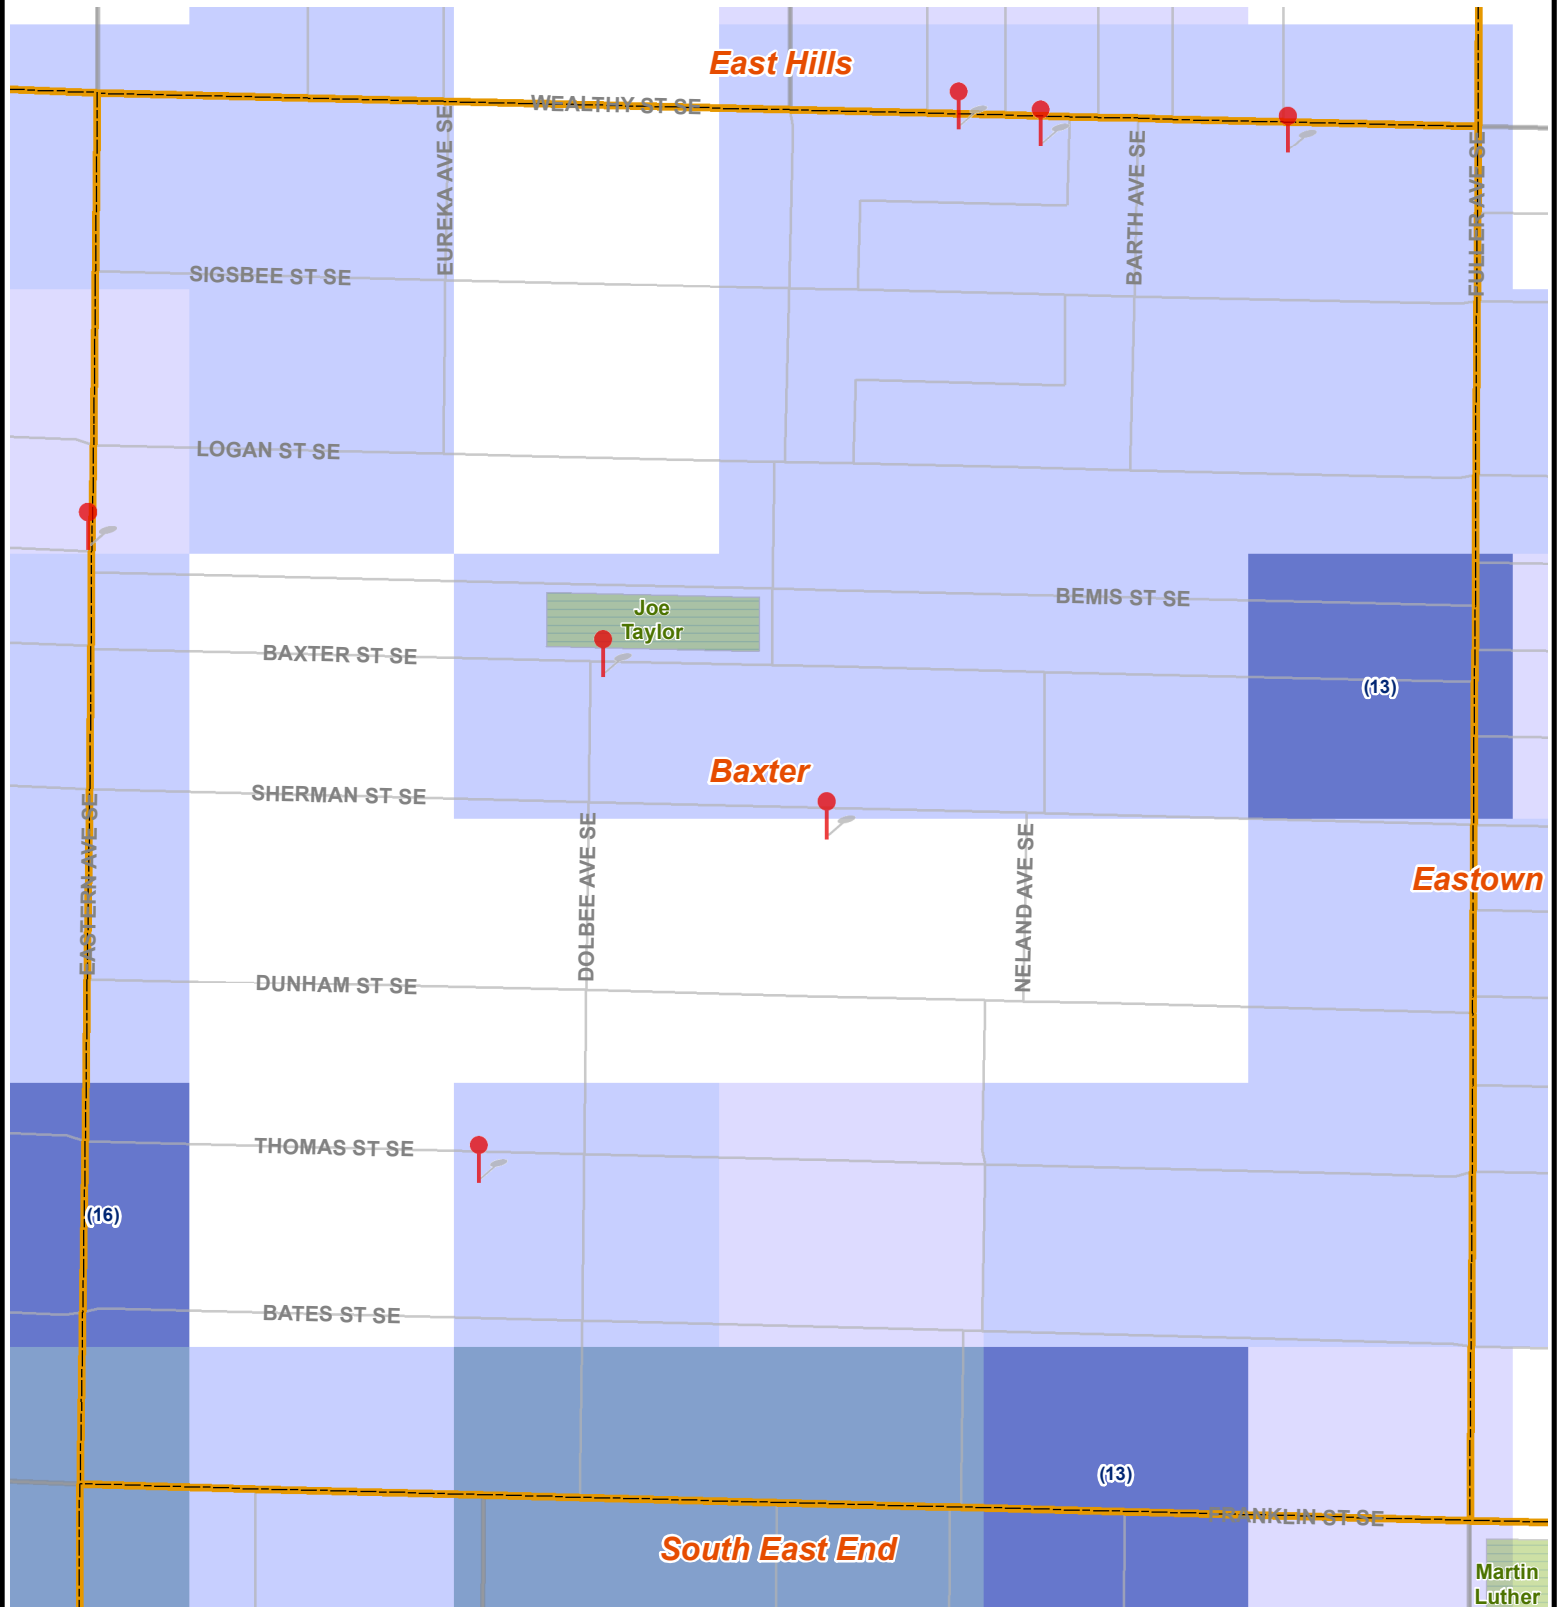 East Hills
WEALTHY ST SE
EUREKA AVE SE
BARTH AVE SE
FULLER AVE SE
SIGSBEE ST SE
LOGAN ST SE
BEMIS ST SE
Joe
Taylor
BAXTER ST SE
(13)
Baxter
SHERMAN ST SE
EASTERN AVE SE
DOLBEE AVE SE
NELAND AVE SE
Eastown
DUNHAM ST SE
THOMAS ST SE
(16)
BATES ST SE
(13)
FRANKLIN ST SE
South East End
Martin
Luther